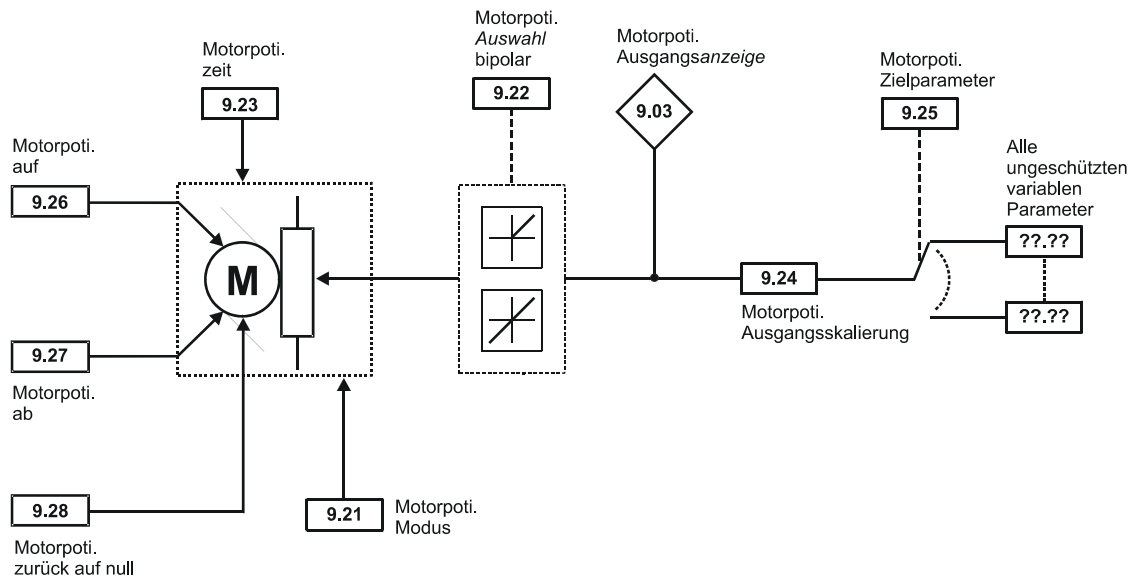 Motorpoti.
zeit
9.23
Motorpoti.
Auswahl
bipolar
9.22
Motorpoti.
Ausgangsanzeige
9.03
Motorpoti.
Zielparameter
9.25
Motorpoti.
auf
9.26
Alle
ungeschützten
variablen
Parameter
??.??
??.??
M
9.24
Motorpoti.
Ausgangsskalierung
9.27
Motorpoti.
ab
9.28
Motorpoti.
zurück auf null
9.21
Motorpoti.
Modus